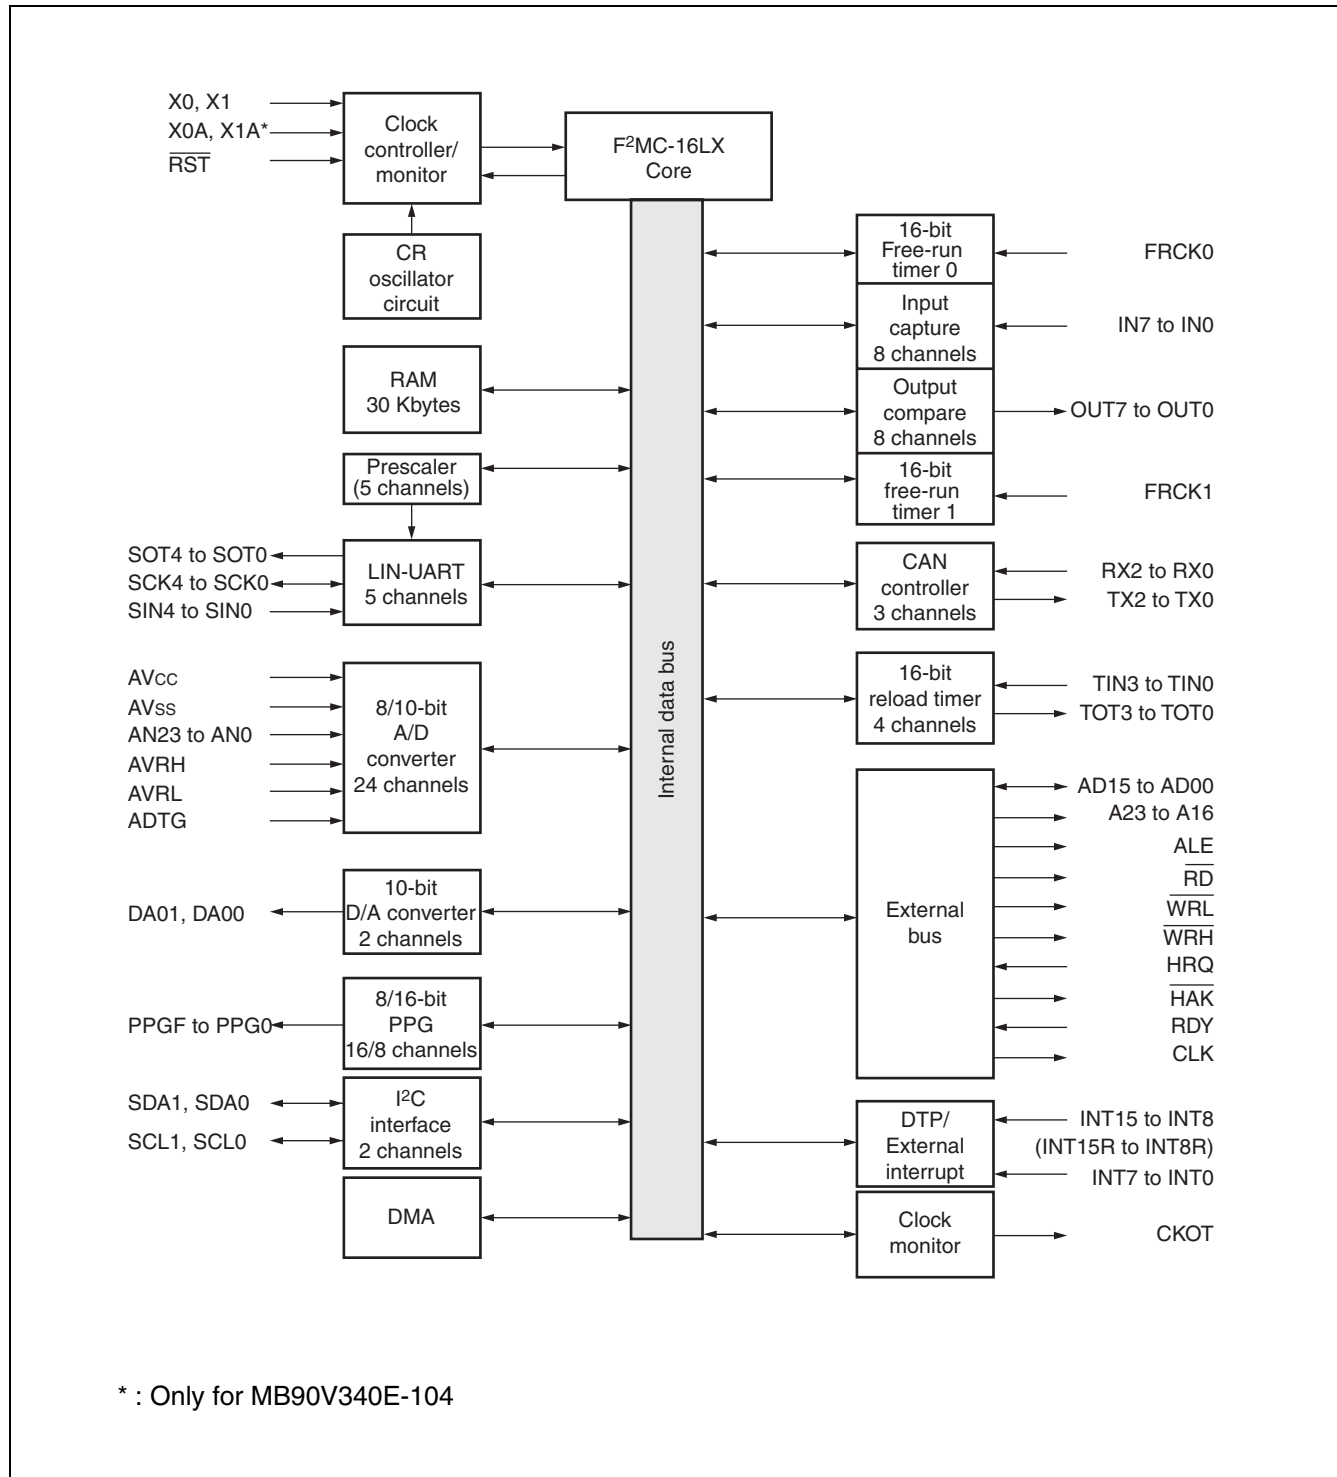 X0, X1
X0A, X1A*
RST
Clock
controller/
monitor
F²MC-16LX
Core
CR
oscillator
circuit
RAM
30 Kbytes
Prescaler
(5 channels)
SOT4 to SOT0
SCK4 to SCK0
SIN4 to SIN0
LIN-UART
5 channels
AVCC
AVSS
AN23 to AN0
AVRH
AVRL
ADTG
8/10-bit
A/D
converter
24 channels
DA01, DA00
10-bit
D/A converter
2 channels
PPGF to PPG0
8/16-bit
PPG
16/8 channels
SDA1, SDA0
SCL1, SCL0
I²C
interface
2 channels
DMA
Internal data bus
16-bit
Free-run
timer 0
FRCK0
Input
capture
8 channels
IN7 to IN0
Output
compare
8 channels
OUT7 to OUT0
16-bit
free-run
timer 1
FRCK1
CAN
controller
3 channels
RX2 to RX0
TX2 to TX0
16-bit
reload timer
4 channels
TIN3 to TIN0
TOT3 to TOT0
External
bus
AD15 to AD00
A23 to A16
ALE
RD
WRL
WRH
HRQ
HAK
RDY
CLK
DTP/
External
interrupt
INT15 to INT8
(INT15R to INT8R)
INT7 to INT0
Clock
monitor
CKOT
* : Only for MB90V340E-104